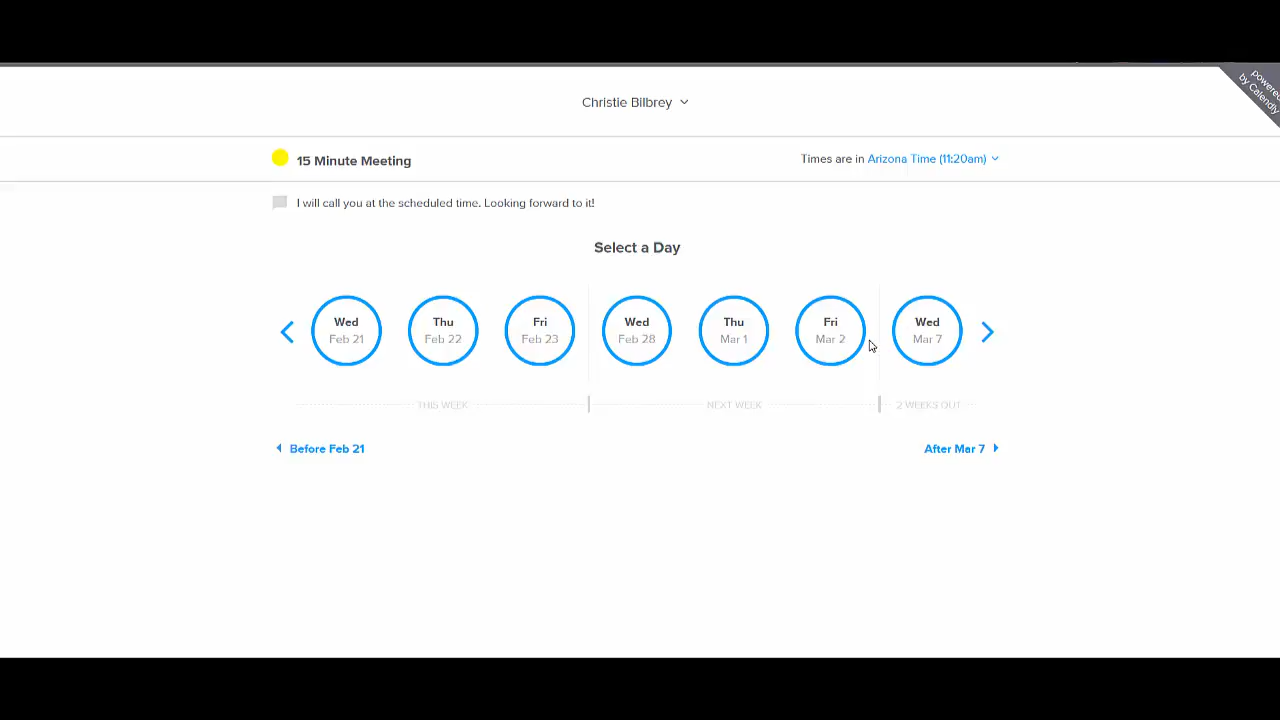 powered
by Calendly
Christie Bilbrey
15 Minute Meeting
Times are in Arizona Time (11:20am)
I will call you at the scheduled time. Looking forward to it!
Select a Day
Wed
Feb 21
Thu
Feb 22
Fri
Feb 23
Wed
Feb 28
Thu
Mar 1
Fri
Mar 2
Wed
Mar 7
THIS WEEK
NEXT WEEK
2 WEEKS OUT
Before Feb 21
After Mar 7